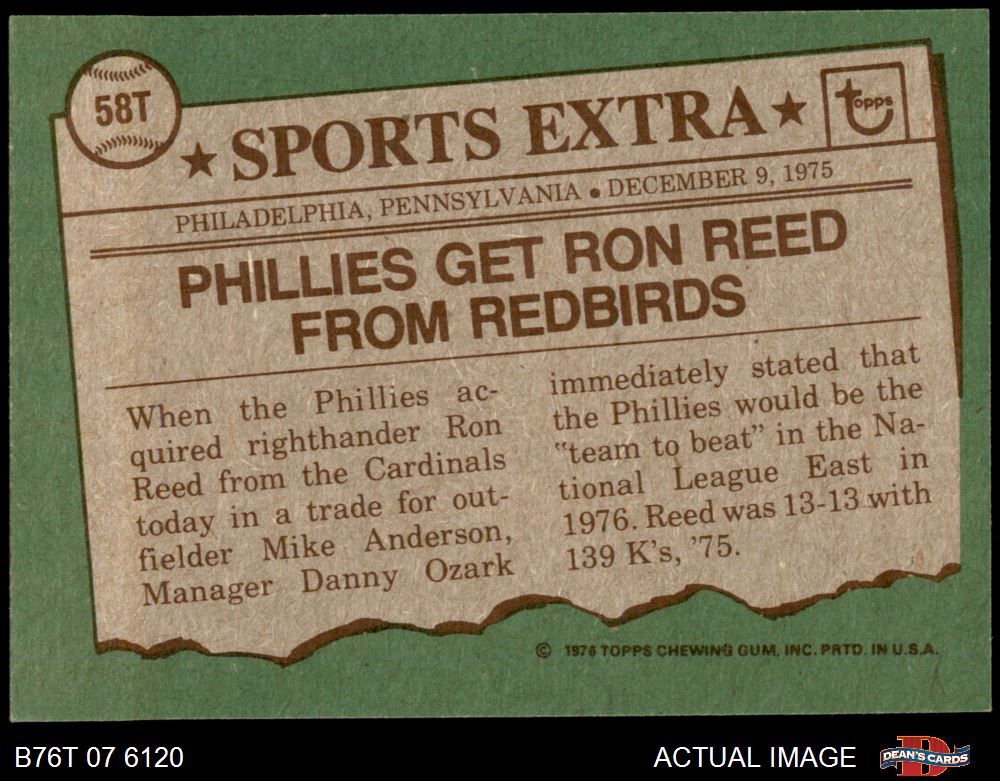 58T
★ SPORTS EXTRA ★
topps
PHILADELPHIA, PENNSYLVANIA • DECEMBER 9, 1975
PHILLIES GET RON REED
FROM REDBIRDS
When the Phillies ac-
quired righthander Ron
Reed from the Cardinals
today in a trade for out-
fielder Mike Anderson,
Manager Danny Ozark
immediately stated that
the Phillies would be the
"team to beat" in the Na-
tional League East in
1976. Reed was 13-13 with
139 K's, '75.
© 1976 TOPPS CHEWING GUM, INC. PRTD. IN U.S.A.
B76T 07 6120
ACTUAL IMAGE
DEAN'S CARDS